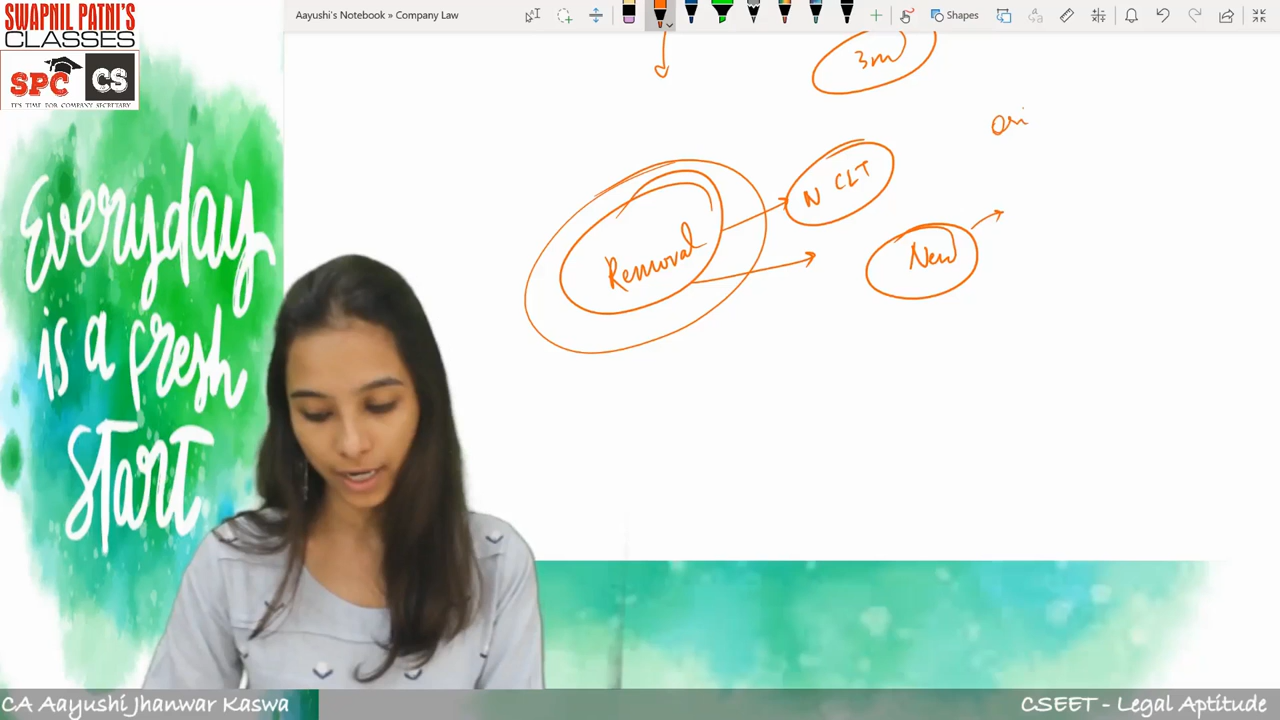 SWAPNIL PATNI'S
CLASSES
SPC CS
IT'S TIME FOR COMPANY SECRETARY
Aayushi's Notebook » Company Law
Shapes
3m
ori
N CLT
Removal
New
Everyday
is a fresh
start
CA Aayushi Jhanwar Kaswa
CSEET - Legal Aptitude